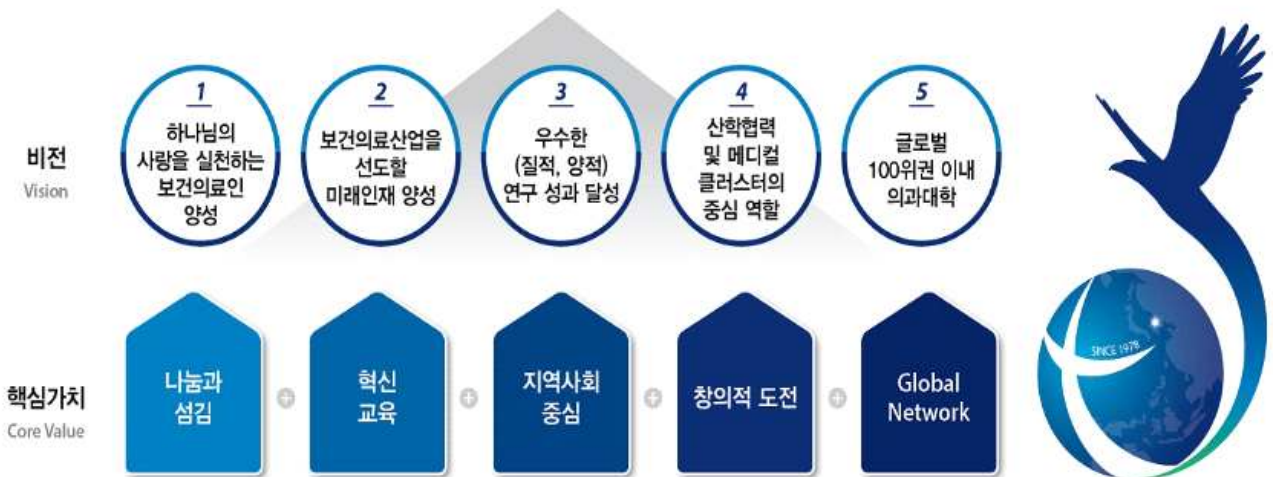 비전
Vision
1
하나님의
사랑을 실천하는
보건의료인
양성
2
보건의료산업을
선도할
미래인재 양성
3
우수한
(질적, 양적)
연구 성과 달성
4
산학협력
및 메디컬
클러스터의
중심 역할
5
글로벌
100위권 이내
의과대학
핵심가치
Core Value
나눔과
섬김
혁신
교육
지역사회
중심
창의적 도전
Global
Network
SINCE 1978